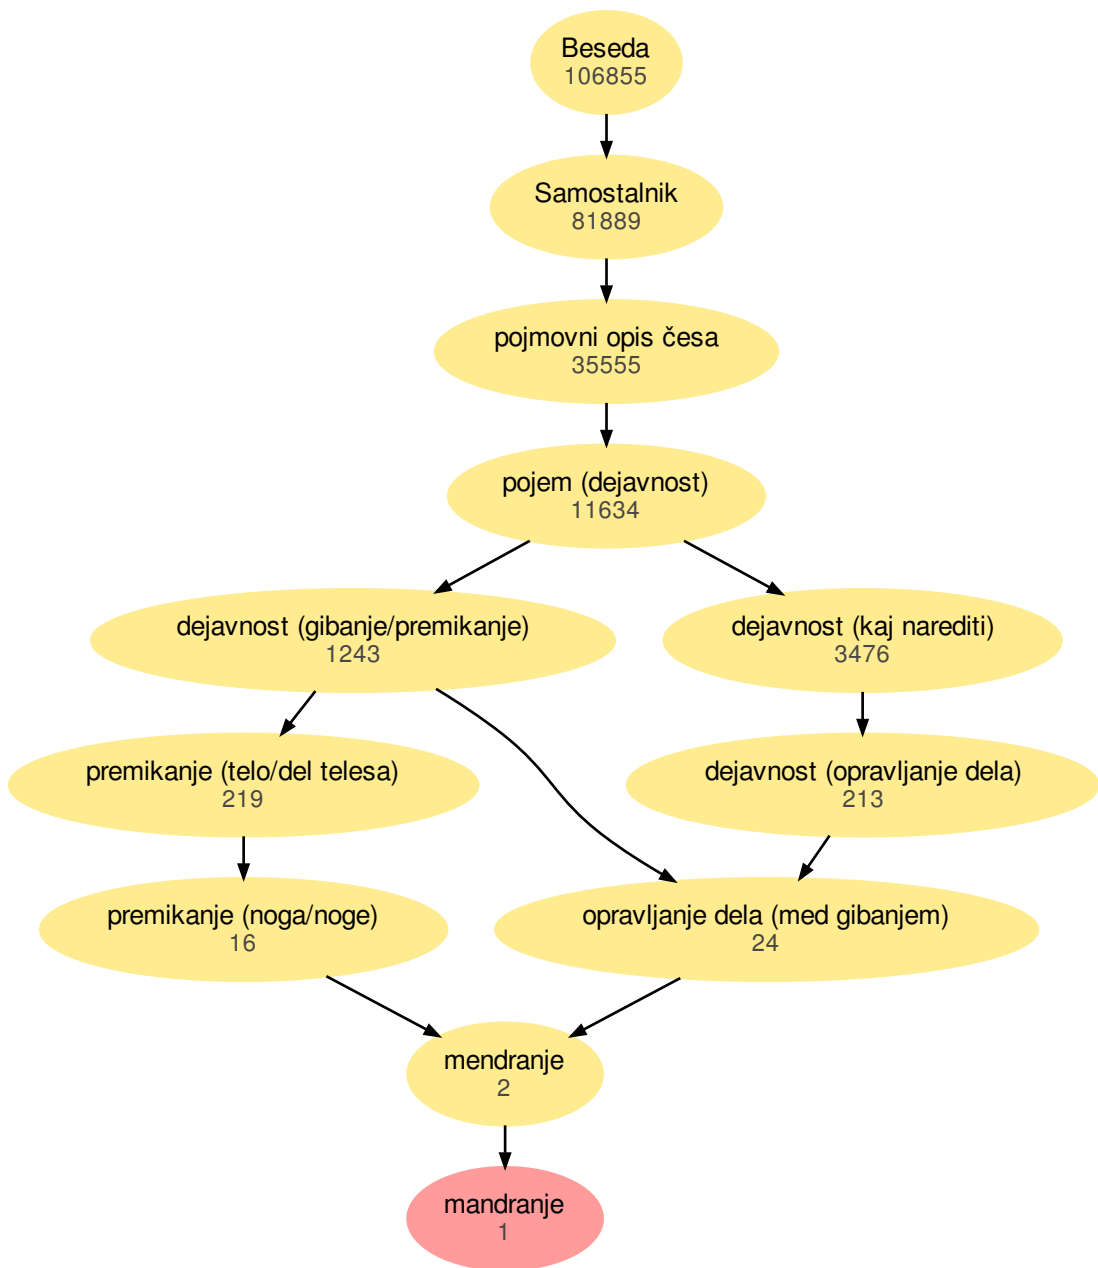 Beseda
106855
Samostalnik
81889
pojmovni opis česa
35555
pojem (dejavnost)
11634
dejavnost (gibanje/premikanje)
1243
dejavnost (kaj narediti)
3476
premikanje (telo/del telesa)
219
dejavnost (opravljanje dela)
213
premikanje (noga/noge)
16
opravljanje dela (med gibanjem)
24
mendranje
2
mandranje
1